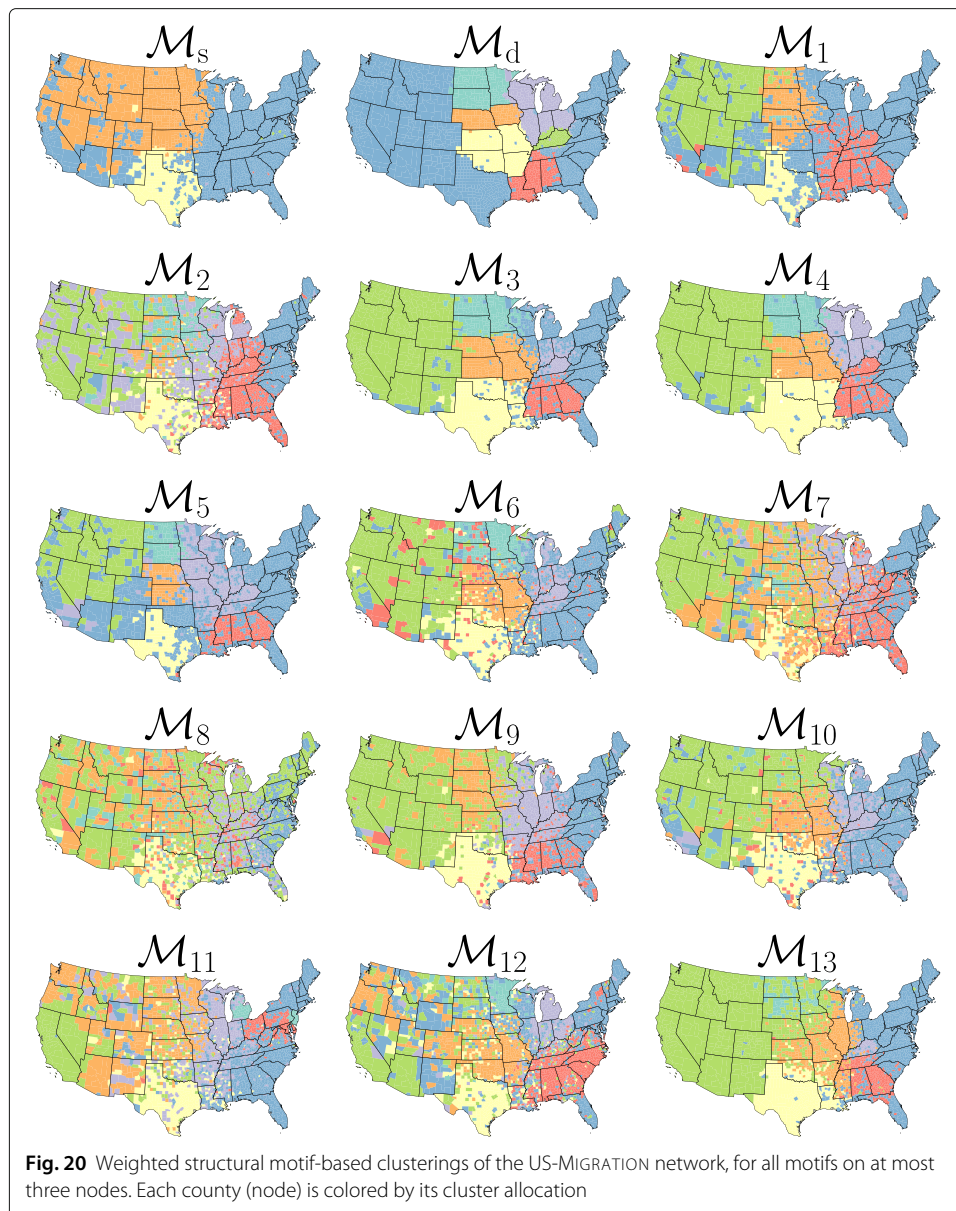 ℳs ℳd ℳ1
ℳ2 ℳ3 ℳ4
ℳ5 ℳ6 ℳ7
ℳ8 ℳ9 ℳ10
ℳ11 ℳ12 ℳ13
Fig. 20 Weighted structural motif-based clusterings of the US-MIGRATION network, for all motifs on at most
three nodes. Each county (node) is colored by its cluster allocation